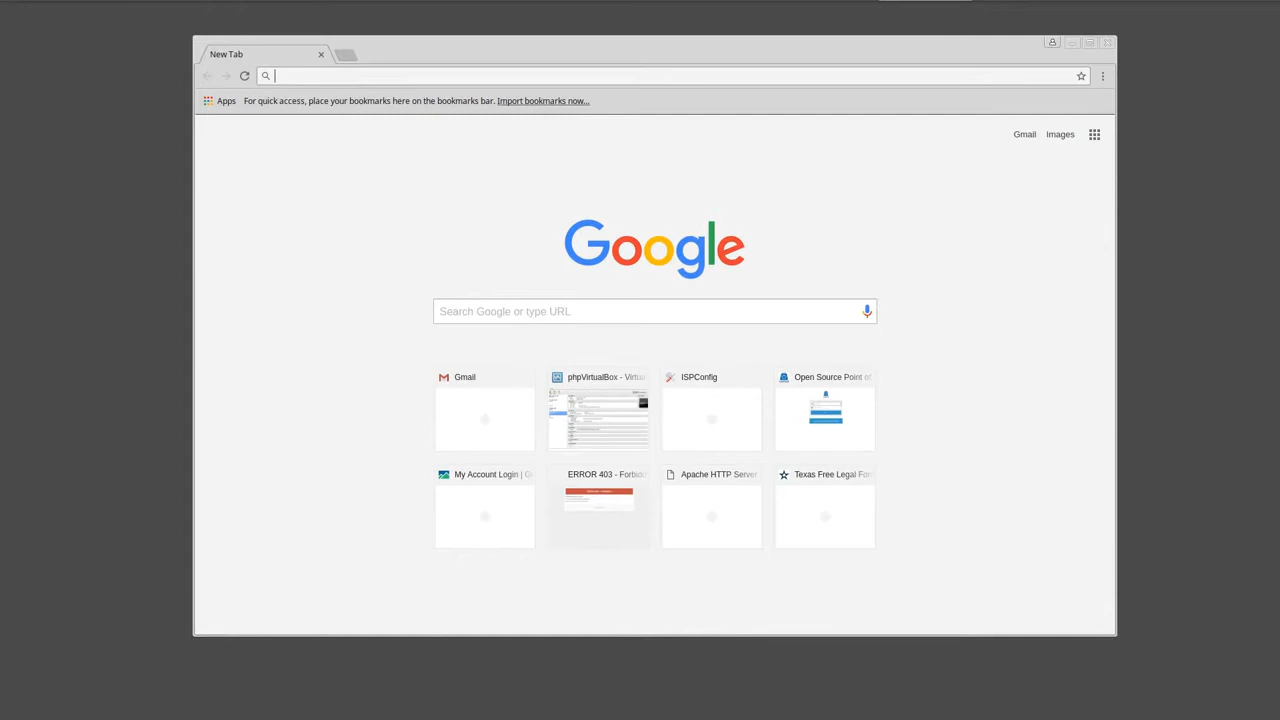 New Tab
Apps For quick access, place your bookmarks here on the bookmarks bar. Import bookmarks now...
Gmail Images
Google
Search Google or type URL
Gmail phpVirtualBox - Virtua ISPConfig Open Source Point of
My Account Login | G ERROR 403 - Forbidd Apache HTTP Server Texas Free Legal For